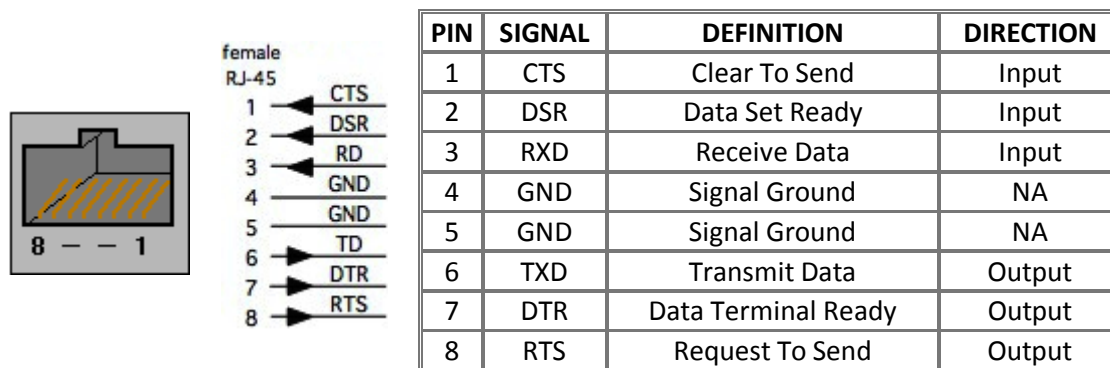 8 – – 1
female
RJ-45
1 CTS
2 DSR
3 RD
4 GND
5 GND
6 TD
7 DTR
8 RTS
PIN SIGNAL DEFINITION DIRECTION
1 CTS Clear To Send Input
2 DSR Data Set Ready Input
3 RXD Receive Data Input
4 GND Signal Ground NA
5 GND Signal Ground NA
6 TXD Transmit Data Output
7 DTR Data Terminal Ready Output
8 RTS Request To Send Output